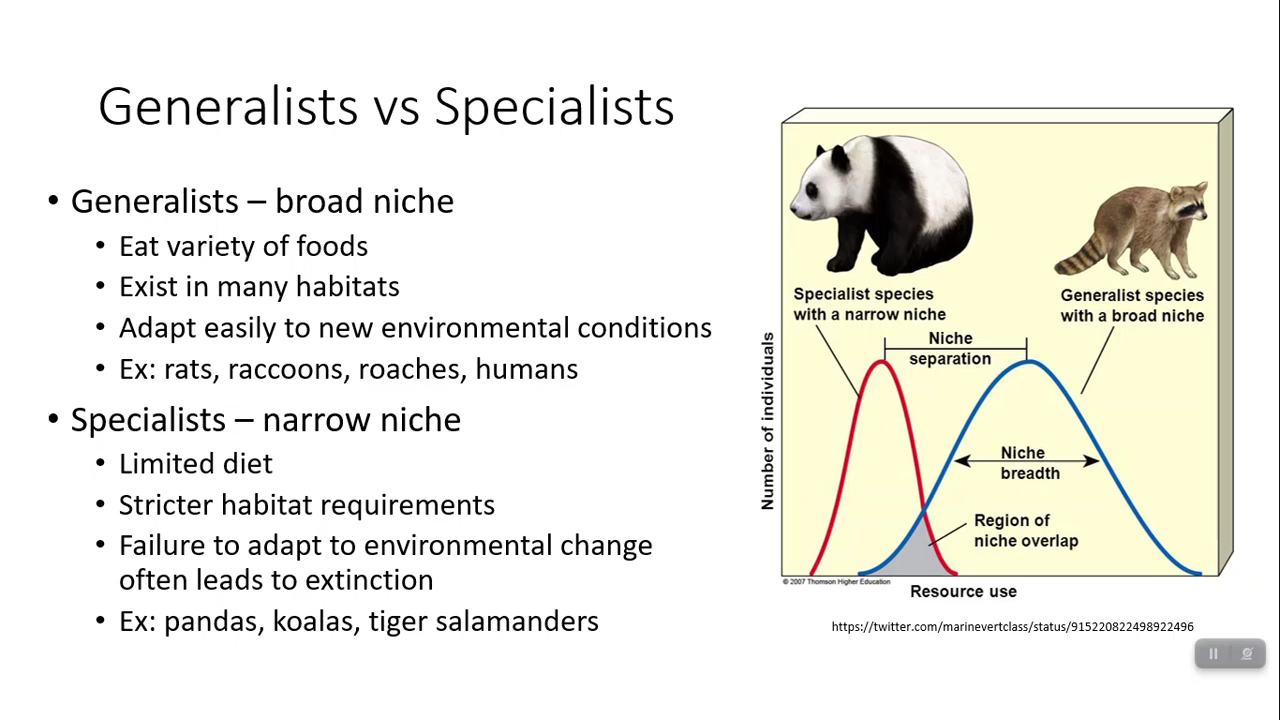 Generalists vs Specialists
• Generalists – broad niche
• Eat variety of foods
• Exist in many habitats
• Adapt easily to new environmental conditions
• Ex: rats, raccoons, roaches, humans
• Specialists – narrow niche
• Limited diet
• Stricter habitat requirements
• Failure to adapt to environmental change
often leads to extinction
• Ex: pandas, koalas, tiger salamanders
Specialist species
with a narrow niche
Generalist species
with a broad niche
Niche
separation
Number of individuals
Niche
breadth
Region of
niche overlap
© 2007 Thomson Higher Education
Resource use
https://twitter.com/marinevertclass/status/915220822498922496